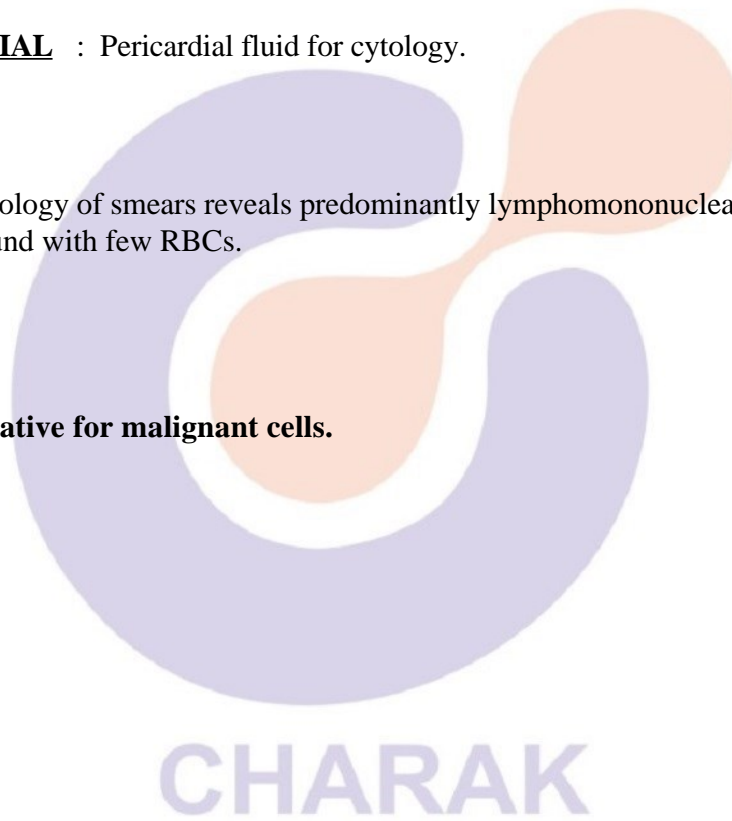 IAL : Pericardial fluid for cytology.
ology of smears reveals predominantly lymphomononuclea
und with few RBCs.
ative for malignant cells.
CHARAK